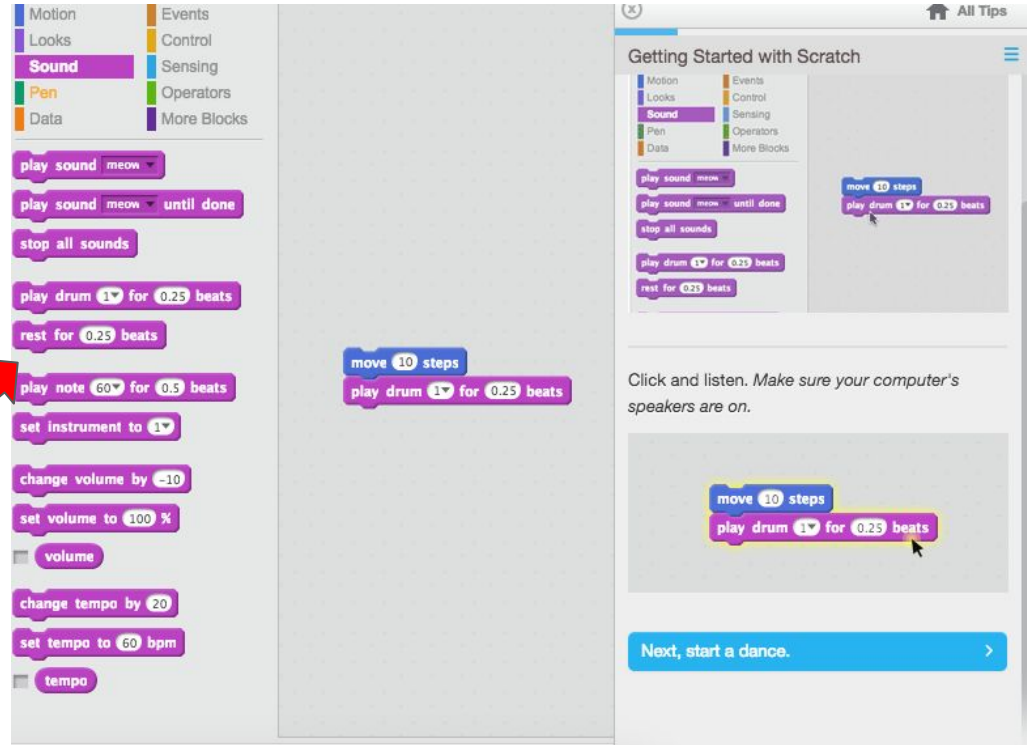 Motion Events
Looks Control
Sound Sensing
Pen Operators
Data More Blocks
play sound meow
play sound meow until done
stop all sounds
play drum 1 for 0.25 beats
rest for 0.25 beats
play note 60 for 0.5 beats
set instrument to 1
change volume by -10
set volume to 100 %
volume
change tempo by 20
set tempo to 60 bpm
tempo
move 10 steps
play drum 1 for 0.25 beats
All Tips
Getting Started with Scratch
Motion Events
Looks Control
Sound Sensing
Pen Operators
Data More Blocks
play sound meow
play sound meow until done
stop all sounds
play drum 1 for 0.25 beats
rest for 0.25 beats
move 10 steps
play drum 1 for 0.25 beats
Click and listen. Make sure your computer's
speakers are on.
move 10 steps
play drum 1 for 0.25 beats
Next, start a dance.